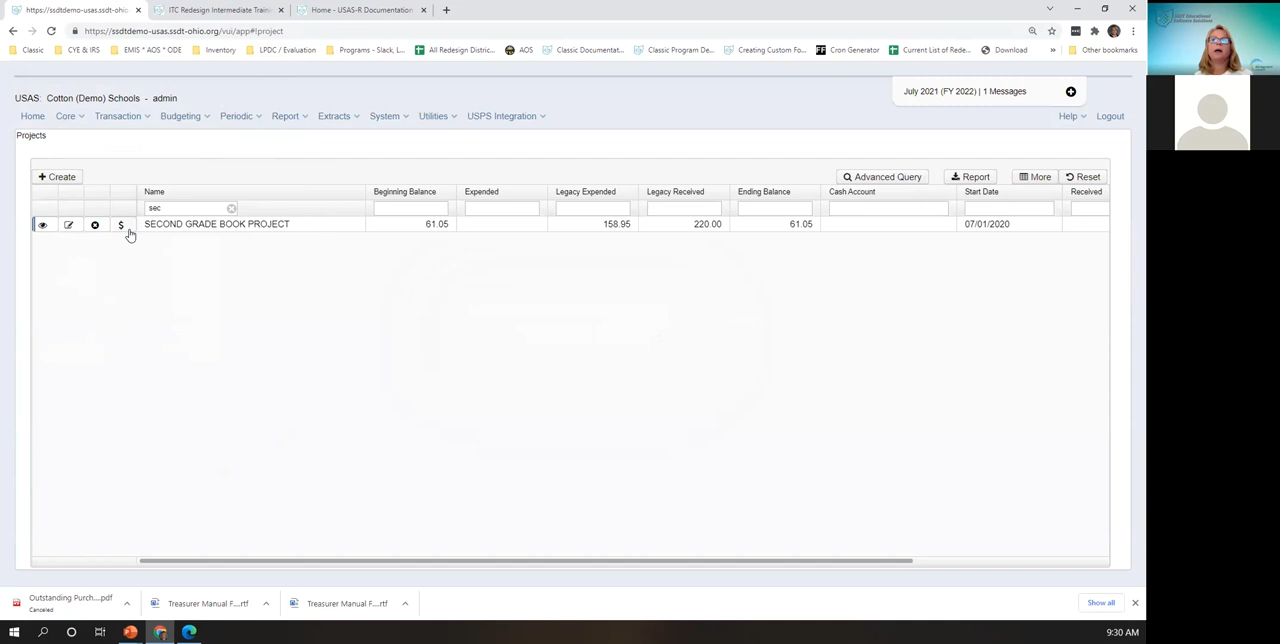 https://ssdtdemo-usas.ssdt-ohio
ITC Redesign Intermediate Traini
Home - USAS-R Documentation
https://ssdtdemo-usas.ssdt-ohio.org/vui/app#!project
Classic
CYE & IRS
EMIS * AOS * ODE
Inventory
LPDC / Evaluation
Programs - Slack, L...
All Redesign District...
AOS
Classic Documentat...
Classic Program De...
Creating Custom Fo...
Cron Generator
Current List of Rede...
Download
Other bookmarks
USAS: Cotton (Demo) Schools - admin
July 2021 (FY 2022) | 1 Messages
Home Core Transaction Budgeting Periodic Report Extracts System Utilities USPS Integration Help Logout
Projects
Create Advanced Query Report More Reset
Name Beginning Balance Expended Legacy Expended Legacy Received Ending Balance Cash Account Start Date Received
sec
$ SECOND GRADE BOOK PROJECT 61.05 158.95 220.00 61.05 07/01/2020
Outstanding Purch....pdf
Canceled
Treasurer Manual F....rtf
Treasurer Manual F....rtf
Show all
9:30 AM